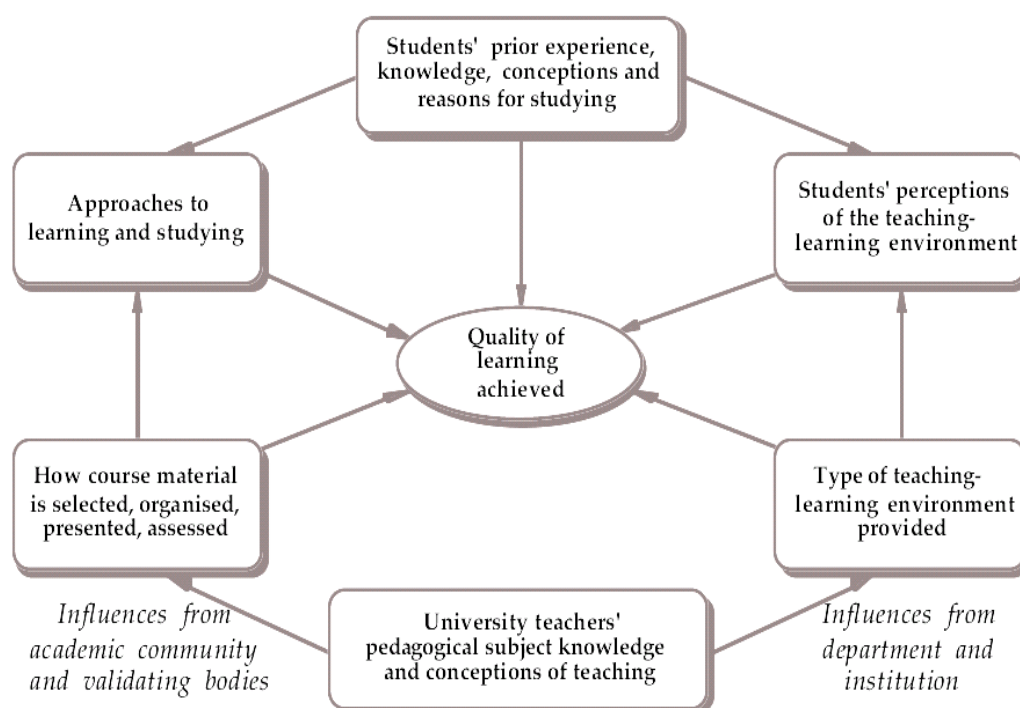 Students' prior experience,
knowledge, conceptions and
reasons for studying
Approaches to
learning and studying
Students' perceptions
of the teaching-
learning environment
Quality of
learning
achieved
How course material
is selected, organised,
presented, assessed
Type of teaching-
learning environment
provided
Influences from
academic community
and validating bodies
University teachers'
pedagogical subject knowledge
and conceptions of teaching
Influences from
department and
institution